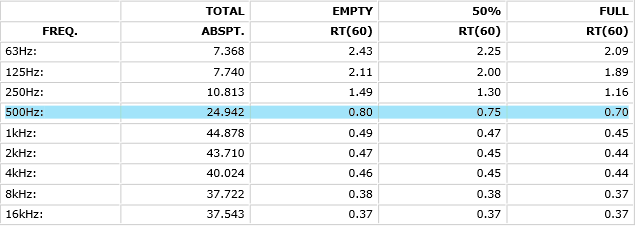 TOTAL EMPTY 50% FULL
FREQ. ABSPT. RT(60) RT(60) RT(60)
63Hz: 7.368 2.43 2.25 2.09
125Hz: 7.740 2.11 2.00 1.89
250Hz: 10.813 1.49 1.30 1.16
500Hz: 24.942 0.80 0.75 0.70
1kHz: 44.878 0.49 0.47 0.45
2kHz: 43.710 0.47 0.45 0.44
4kHz: 40.024 0.46 0.45 0.44
8kHz: 37.722 0.38 0.38 0.37
16kHz: 37.543 0.37 0.37 0.37